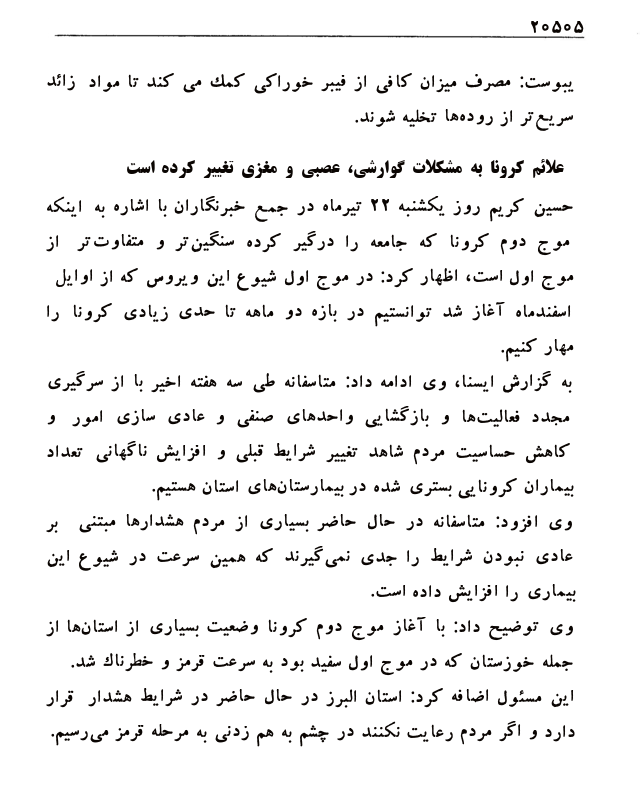 ۲۰۵۰۵
یبوست: مصرف میزان کافی از فیبر خوراکی کمك می کند تا مواد زائد
سریع‌تر از روده‌ها تخلیه شوند.
علائم کرونا به مشکلات گوارشی، عصبی و مغزی تغییر کرده است
حسین کریم روز یکشنبه ۲۲ تیرماه در جمع خبرنگاران با اشاره به اینکه
موج دوم کرونا که جامعه را درگیر کرده سنگین‌تر و متفاوت‌تر از
موج اول است، اظهار کرد: در موج اول شیوع این ویروس که از اوایل
اسفندماه آغاز شد توانستیم در بازه دو ماهه تا حدی زیادی کرونا را
مهار کنیم.
به گزارش ایسنا، وی ادامه داد: متاسفانه طی سه هفته اخیر با از سرگیری
مجدد فعالیت‌ها و بازگشایی واحدهای صنفی و عادی سازی امور و
کاهش حساسیت مردم شاهد تغییر شرایط قبلی و افزایش ناگهانی تعداد
بیماران کرونایی بستری شده در بیمارستان‌های استان هستیم.
وی افزود: متاسفانه در حال حاضر بسیاری از مردم هشدارها مبتنی بر
عادی نبودن شرایط را جدی نمی‌گیرند که همین سرعت در شیوع این
بیماری را افزایش داده است.
وی توضیح داد: با آغاز موج دوم کرونا وضعیت بسیاری از استان‌ها از
جمله خوزستان که در موج اول سفید بود به سرعت قرمز و خطرناك شد.
این مسئول اضافه کرد: استان البرز در حال حاضر در شرایط هشدار قرار
دارد و اگر مردم رعایت نکنند در چشم به هم زدنی به مرحله قرمز می‌رسیم.